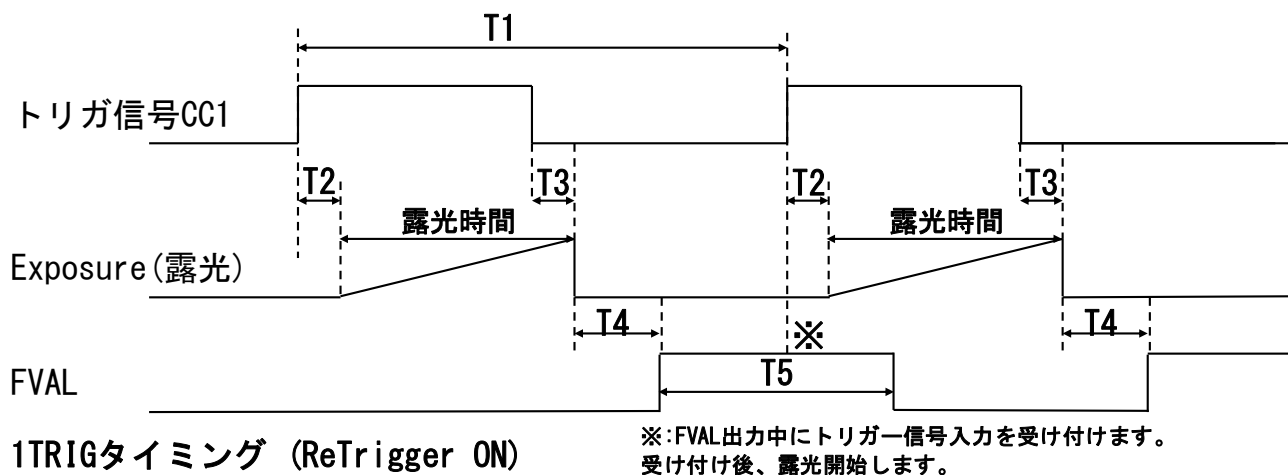 T1
トリガ信号CC1
T2
T3
T2
T3
露光時間
露光時間
Exposure(露光)
T4
※
T4
FVAL
T5
1TRIGタイミング (ReTrigger ON)
※:FVAL出力中にトリガー信号入力を受け付けます。
受け付け後、露光開始します。